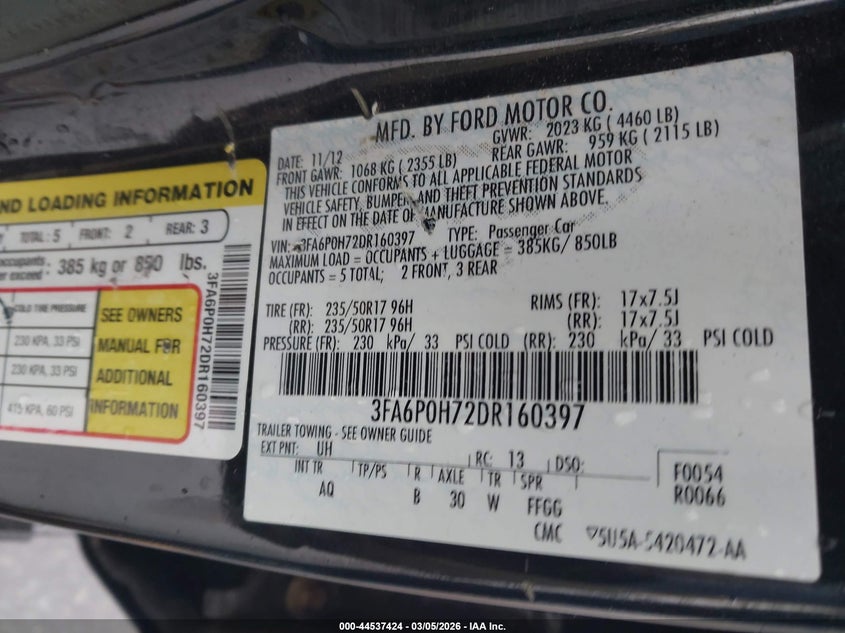 ND LOADING INFORMATION
TOTAL: 5 FRONT: 2 REAR: 3
occupants
exceed: 385 kg or 850 lbs.
COLD TIRE PRESSURE
230 KPA, 33 PSI
230 KPA, 33 PSI
415 KPA, 60 PSI
SEE OWNERS
MANUAL FOR
ADDITIONAL
INFORMATION
3FA6P0H72DR160397
MFD. BY FORD MOTOR CO.
DATE: 11/12 GVWR: 2023 KG ( 4460 LB)
FRONT GAWR: 1068 KG ( 2355 LB) REAR GAWR: 959 KG ( 2115 LB)
THIS VEHICLE CONFORMS TO ALL APPLICABLE FEDERAL MOTOR
VEHICLE SAFETY, BUMPER, AND THEFT PREVENTION STANDARDS
IN EFFECT ON THE DATE OF MANUFACTURE SHOWN ABOVE.
VIN: 3FA6P0H72DR160397 TYPE: Passenger Car
MAXIMUM LOAD = OCCUPANTS + LUGGAGE = 385KG/ 850LB
OCCUPANTS = 5 TOTAL; 2 FRONT, 3 REAR
TIRE (FR): 235/50R17 96H RIMS (FR): 17x7.5J
(RR): 235/50R17 96H (RR): 17x7.5J
PRESSURE (FR): 230 kPa/ 33 PSI COLD (RR): 230 kPa/ 33 PSI COLD
3FA6P0H72DR160397
TRAILER TOWING - SEE OWNER GUIDE
EXT PNT: UH RC: 13 DSO:
INT TR TP/PS R AXLE TR SPR
AQ B 30 W FFGG
F0054
R0066
CMC 5U5A-5420472-AA
000-44537424 - 03/05/2026 - IAA Inc.